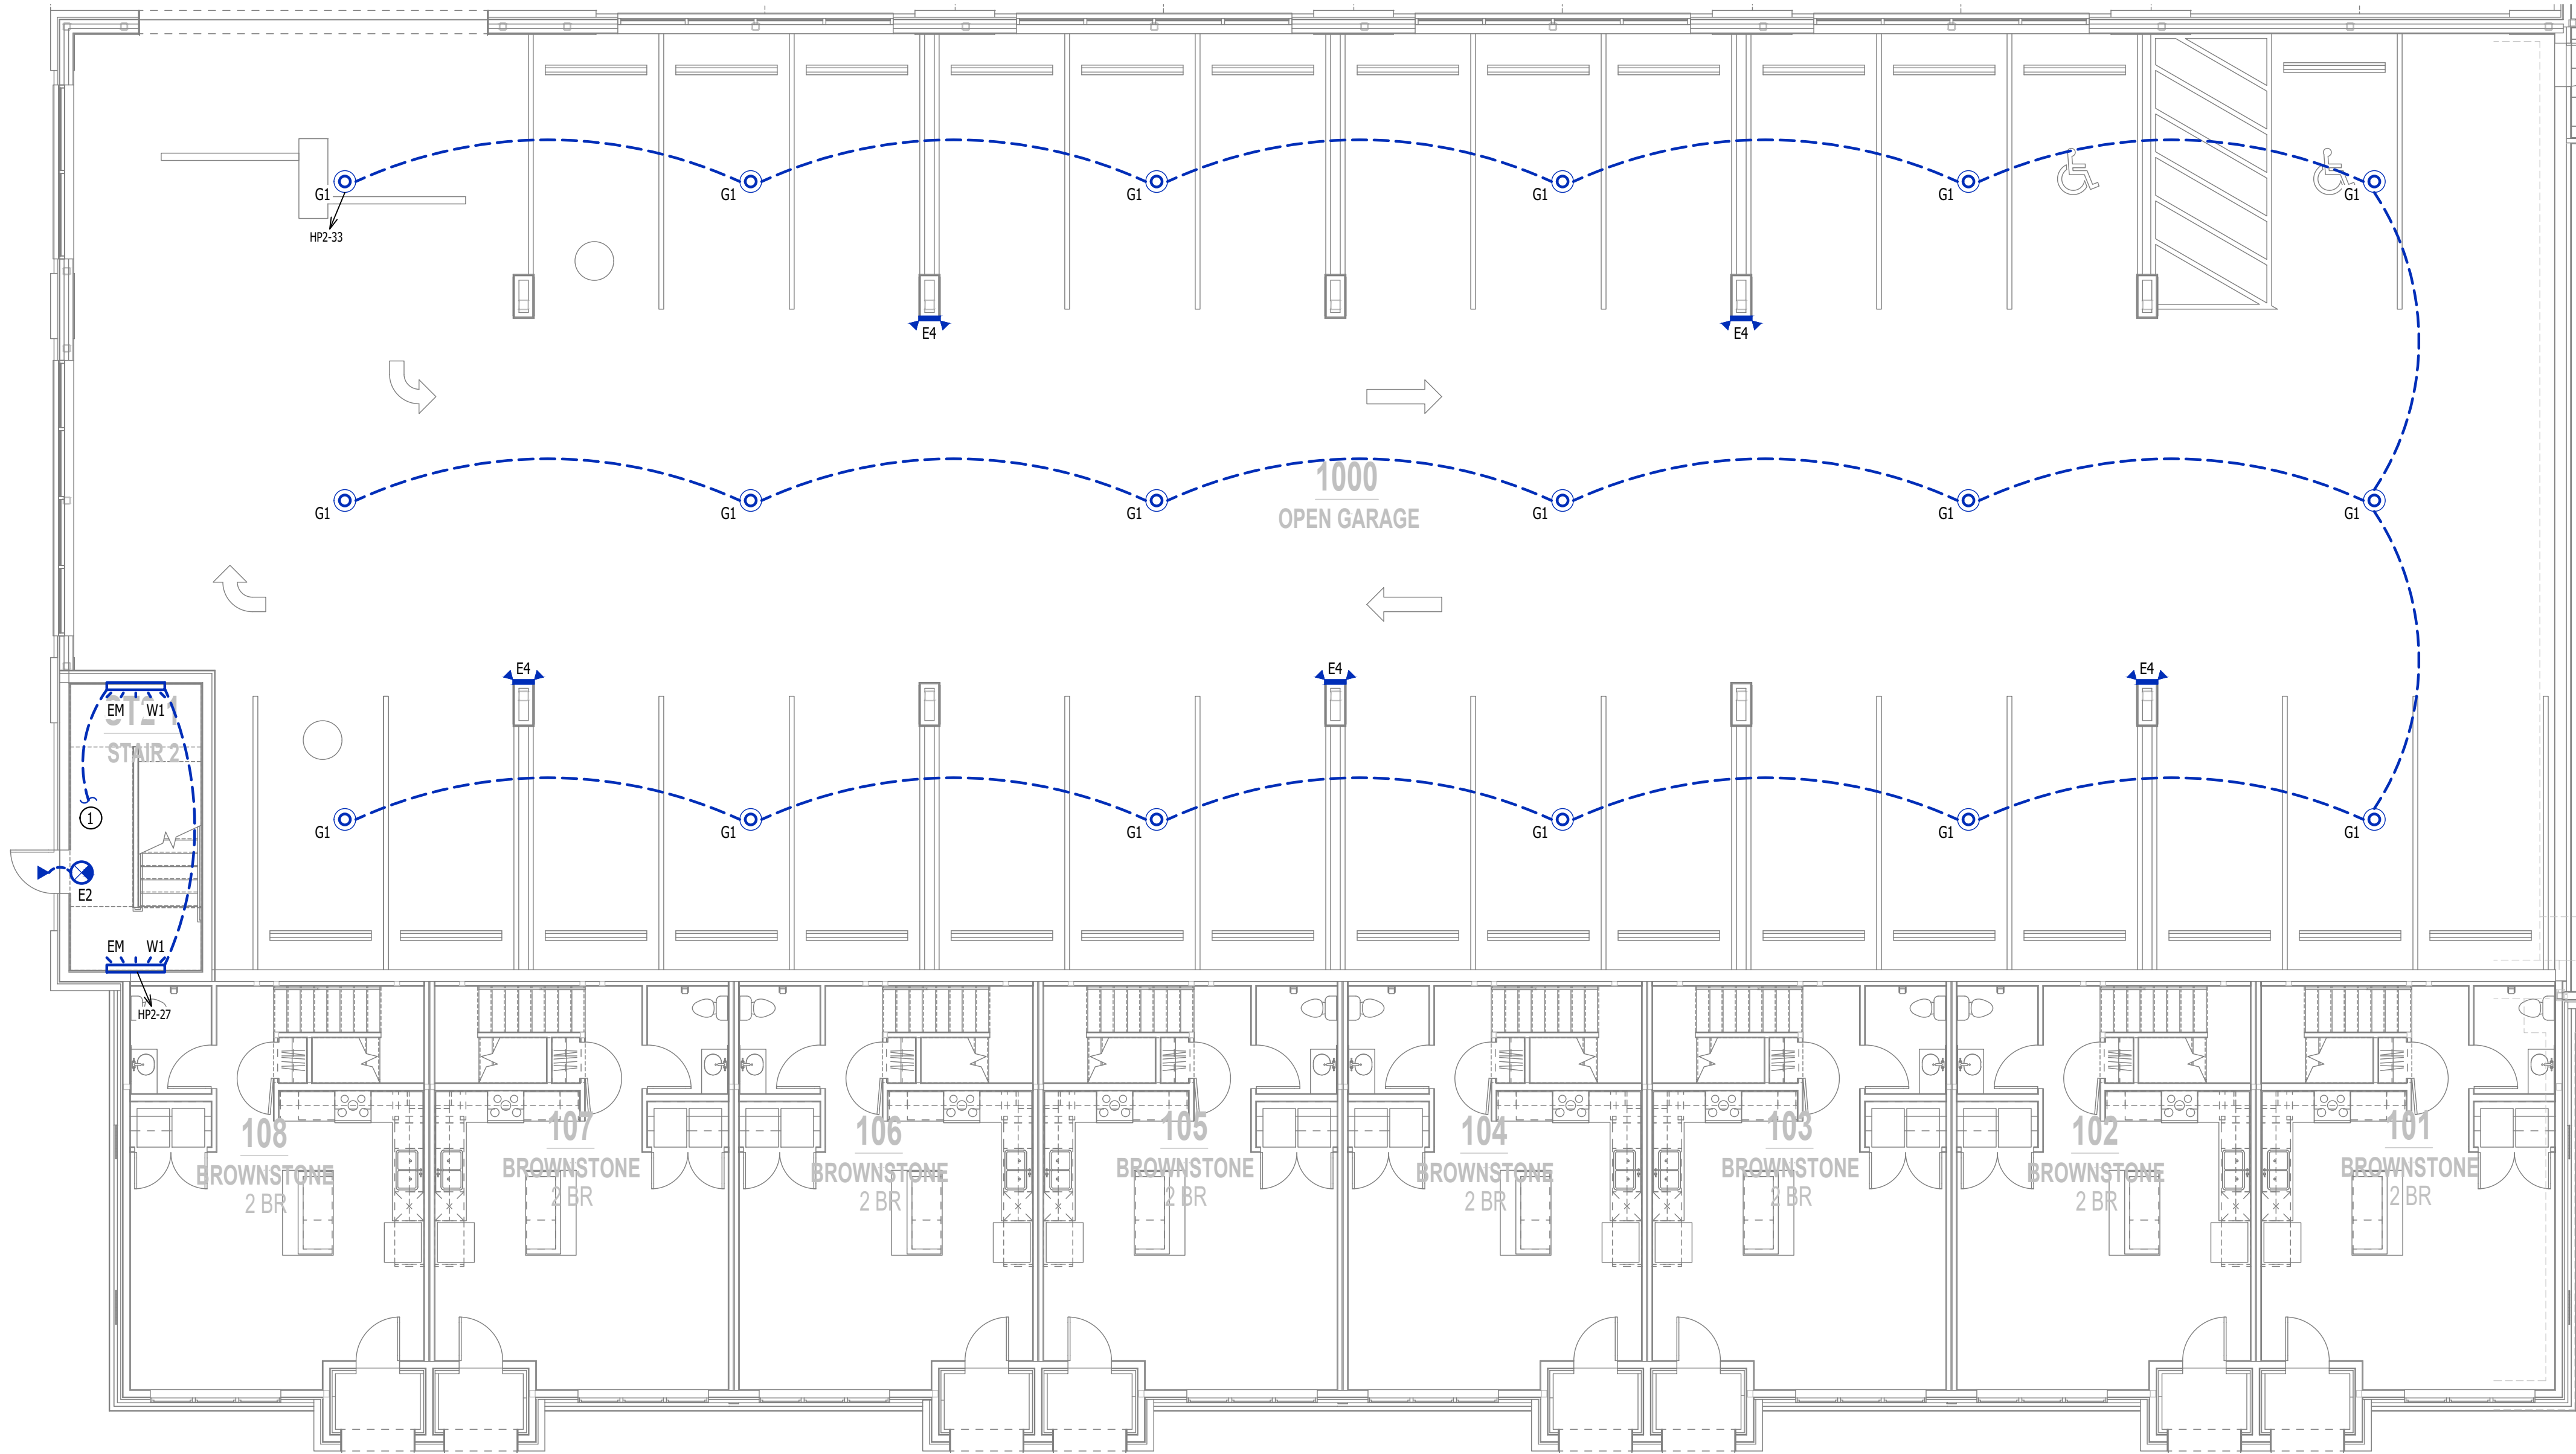 G1 G1 G1 G1 G1 G1
HP2-33
E4 E4
1000
OPEN GARAGE
G1 G1 G1 G1 G1 G1
E4 E4 E4
EM W1
ST2-1
STAIR 2
1
G1 G1 G1 G1 G1 G1
E2
EM W1
HP2-27
108
BROWNSTONE
2 BR
107
BROWNSTONE
2 BR
106
BROWNSTONE
2 BR
105
BROWNSTONE
2 BR
104
BROWNSTONE
2 BR
103
BROWNSTONE
2 BR
102
BROWNSTONE
2 BR
101
BROWNSTONE
2 BR